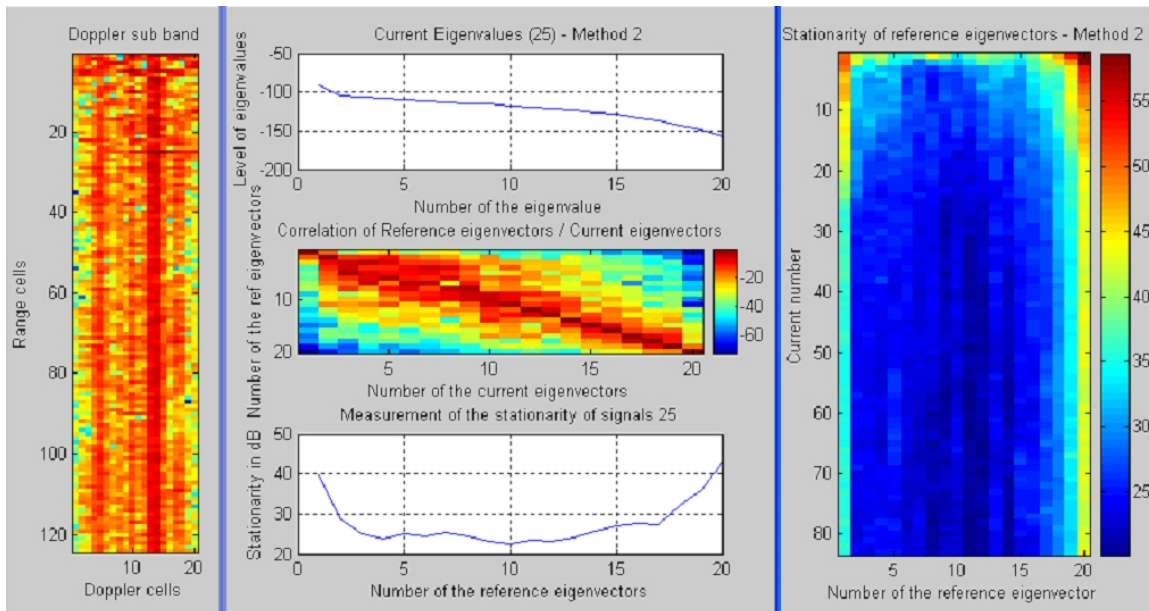 Doppler sub band
20
40
60
80
100
120
10 20
Range cells
Doppler cells
Current Eigenvalues (25) - Method 2
-50
-100
-150
-200
0 5 10 15 20
Level of eigenvalues
Number of the eigenvalue
Correlation of Reference eigenvectors / Current eigenvectors
10
20
5 10 15 20
-20
-40
-60
Number of the ref eigenvectors
Number of the current eigenvectors
Measurement of the stationarity of signals 25
50
40
30
20
0 5 10 15 20
Stationarity in dB
Number of the reference eigenvectors
Stationarity of reference eigenvectors - Method 2
10
20
30
40
50
60
70
80
5 10 15 20
55
50
45
40
35
30
25
Current number
Number of the reference eigenvector